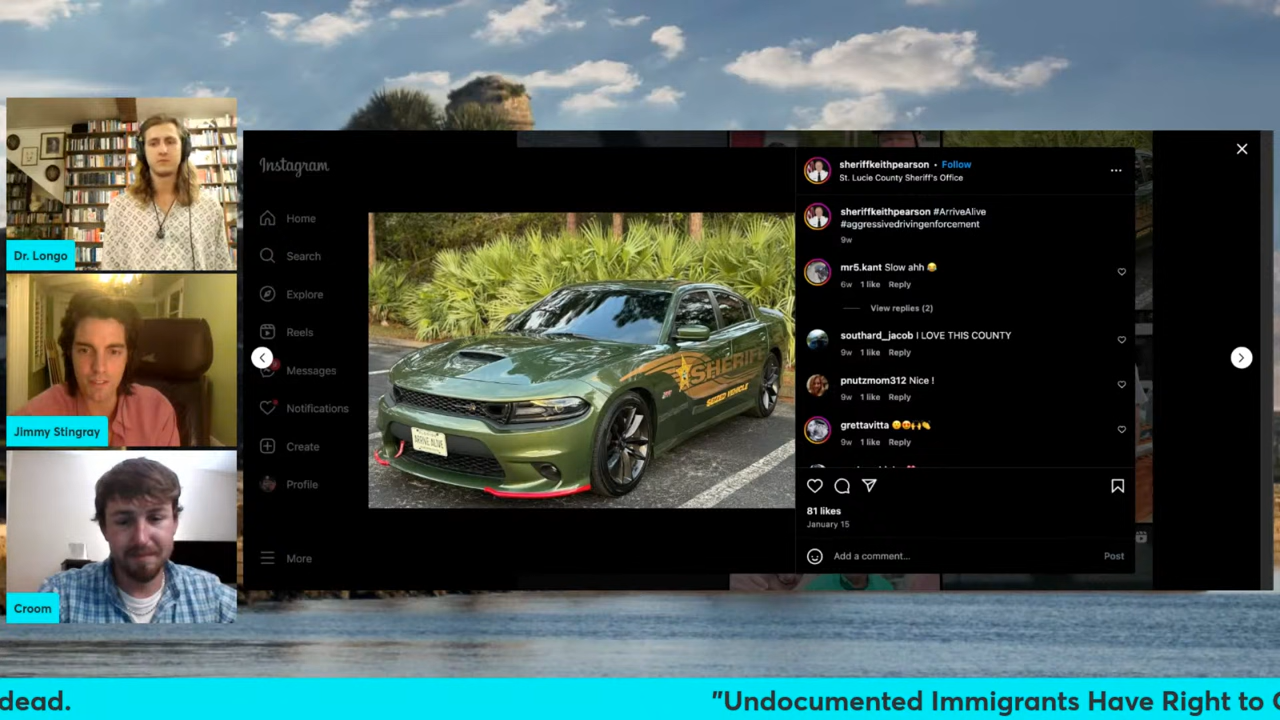 Dr. Longo
Jimmy Stingray
Croom
Instagram
Home
Search
Explore
Reels
Messages
Notifications
Create
Profile
More
SHERIFF
SEIZED VEHICLE
ARRIVE ALIVE
sheriffkeithpearson • Follow
St. Lucie County Sheriff's Office
sheriffkeithpearson #ArriveAlive
#aggressivedrivingenforcement
9w
mr5.kant Slow ahh 😂
6w 1 like Reply
View replies (2)
southard_jacob I LOVE THIS COUNTY
9w 1 like Reply
pnutzmom312 Nice !
9w 1 like Reply
grettavitta 😮😍🙌👏
9w 1 like Reply
81 likes
January 15
Add a comment...
Post
dead.
"Undocumented Immigrants Have Right to